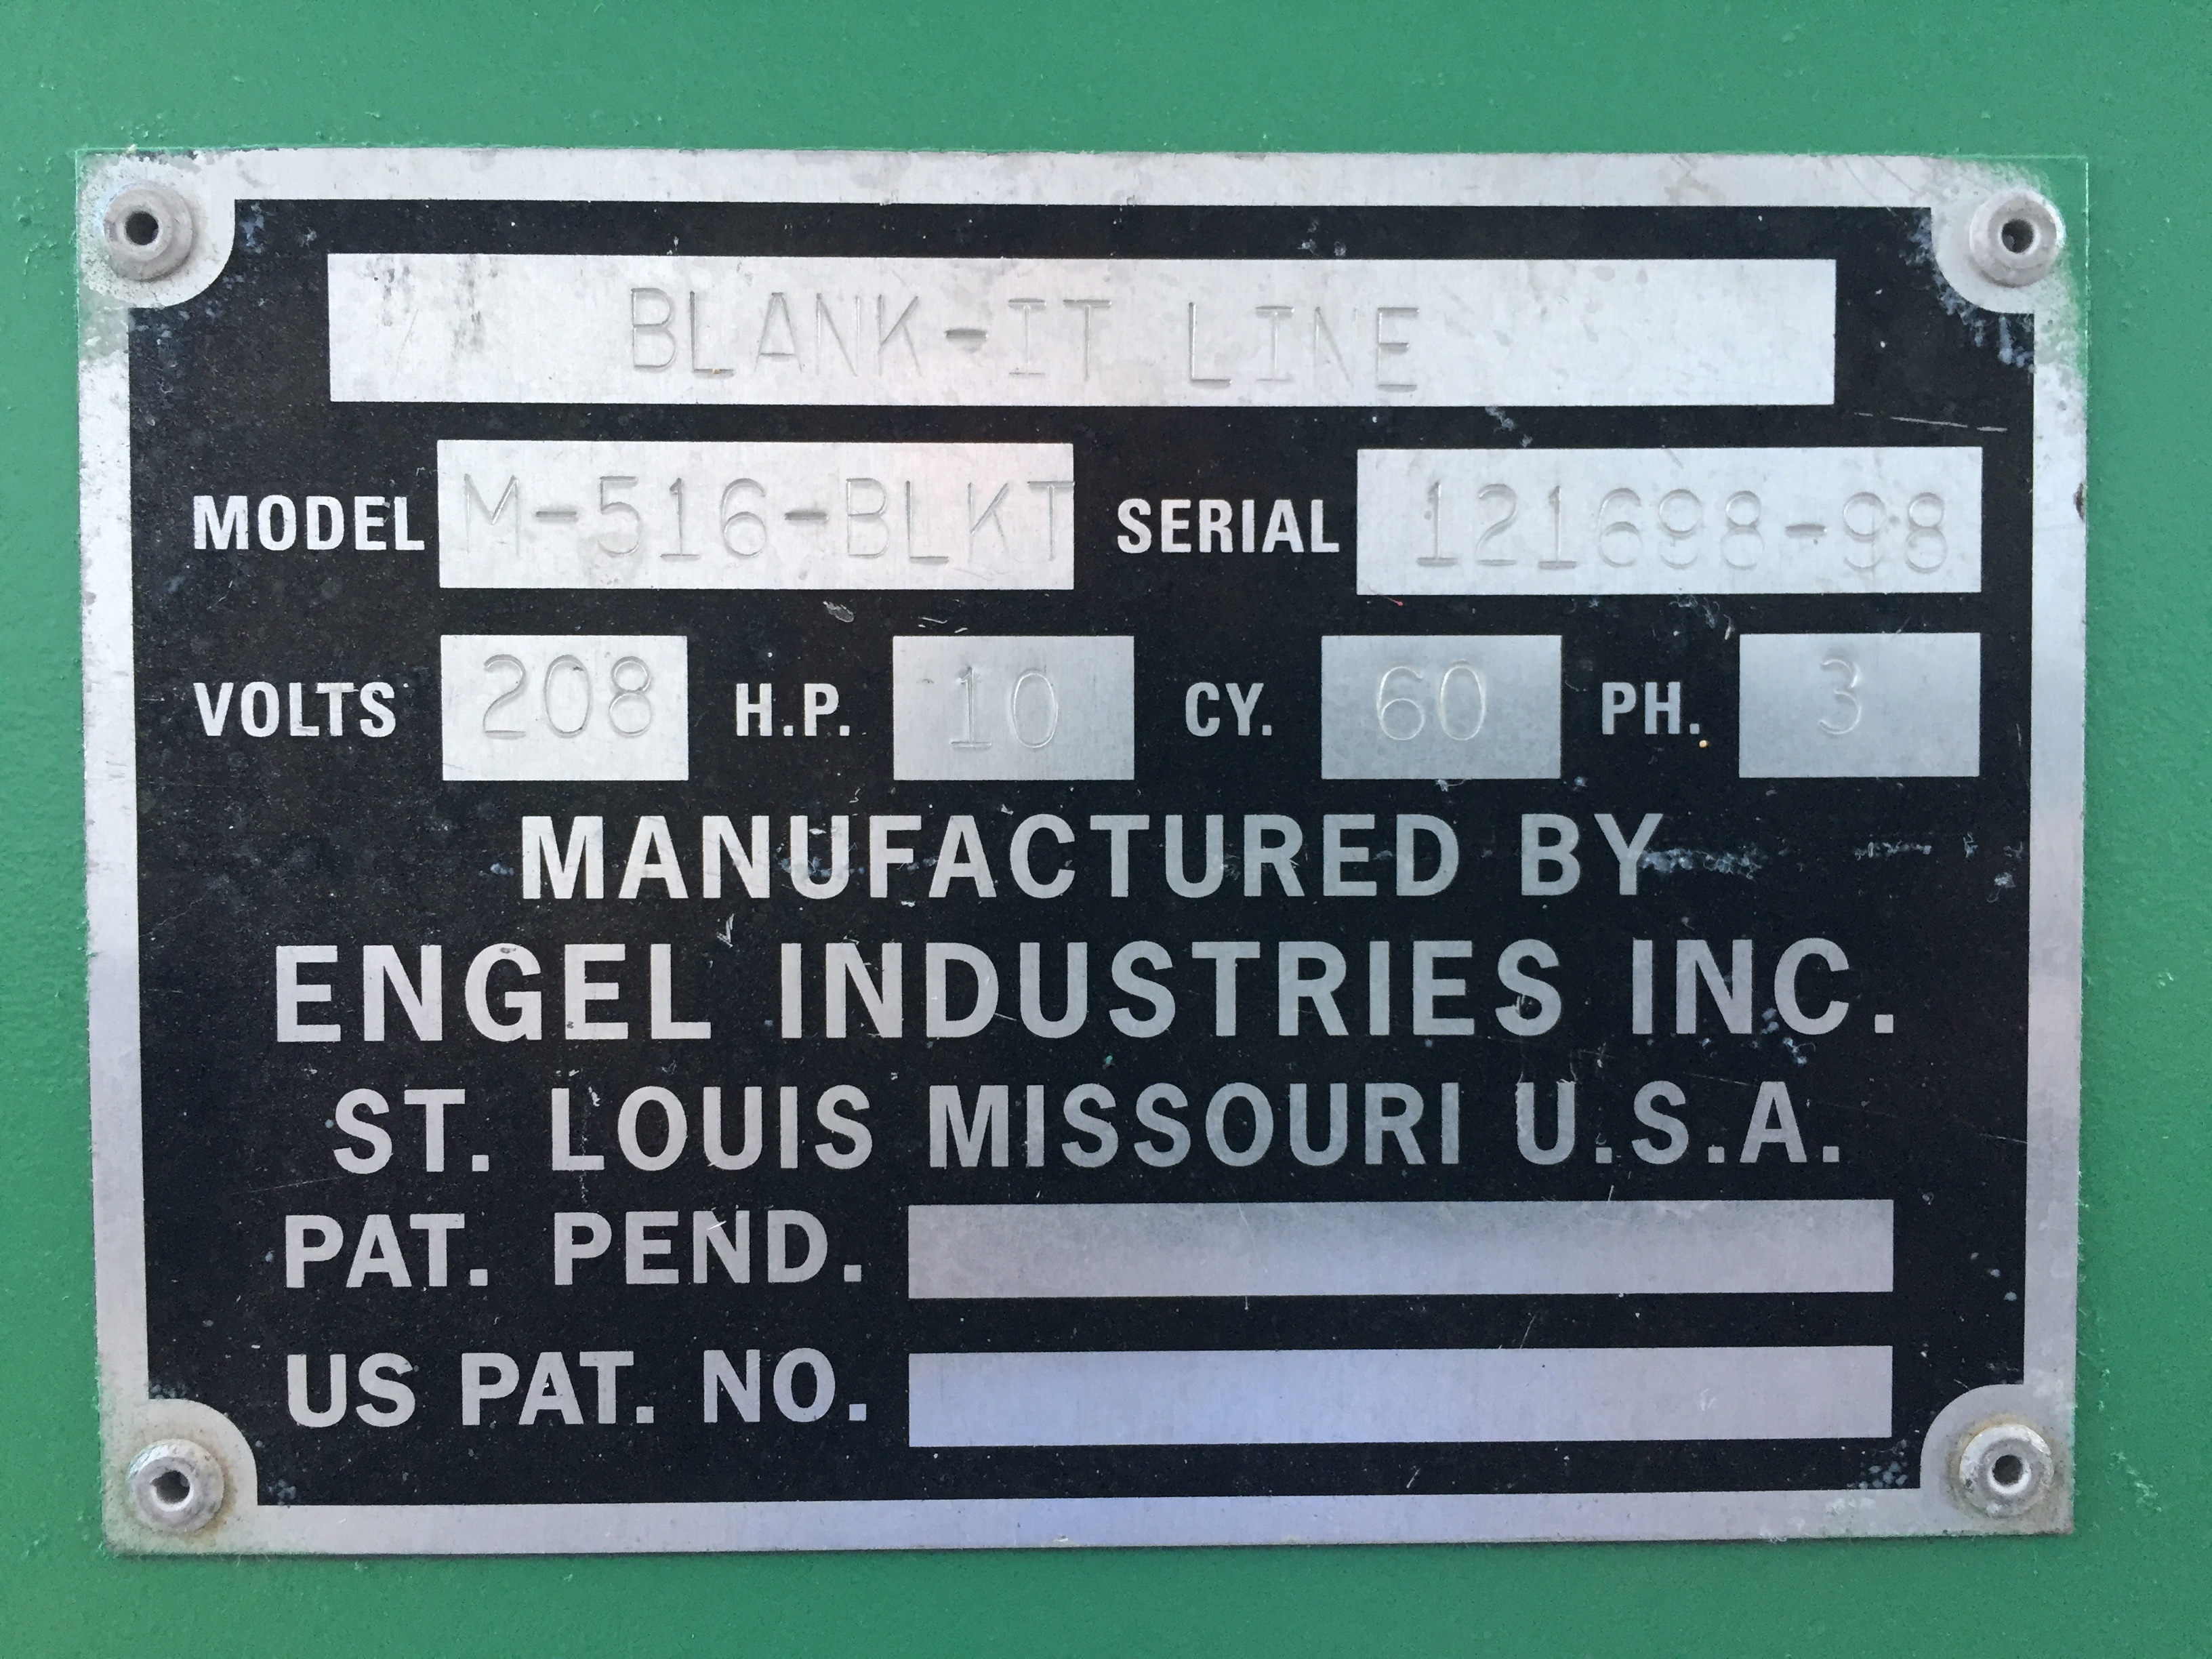 BLANK-IT LINE
MODEL M-516-BLKT SERIAL 121698-98
VOLTS 208 H.P. 10 CY. 60 PH. 3
MANUFACTURED BY
ENGEL INDUSTRIES INC.
ST. LOUIS MISSOURI U.S.A.
PAT. PEND.
US PAT. NO.